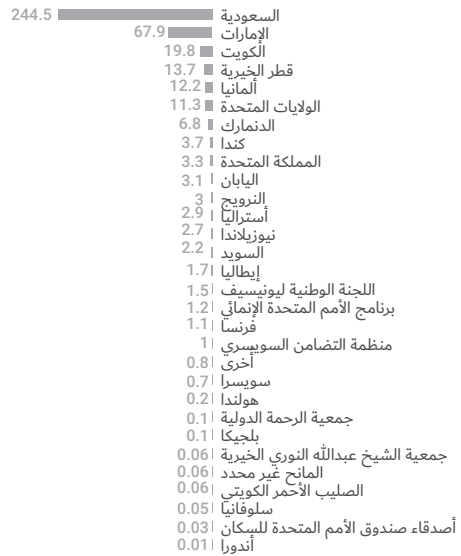 السعودية 244.5
الإمارات 67.9
الكويت 19.8
قطر الخيرية 13.7
ألمانيا 12.2
الولايات المتحدة 11.3
الدنمارك 6.8
كندا 3.7
المملكة المتحدة 3.3
اليابان 3.1
النرويج 3
أستراليا 2.9
نيوزيلاندا 2.7
السويد 2.2
إيطاليا 1.7
اللجنة الوطنية ليونيسيف 1.5
برنامج الأمم المتحدة الإنمائي 1.2
فرنسا 1.1
منظمة التضامن السويسري 1
أخرى 0.8
سويسرا 0.7
هولندا 0.2
جمعية الرحمة الدولية 0.1
بلجيكا 0.1
جمعية الشيخ عبدالله النوري الخيرية 0.06
المانح غير محدد 0.06
الصليب الأحمر الكويتي 0.06
سلوفانيا 0.05
أصدقاء صندوق الأمم المتحدة للسكان 0.03
أندورا 0.01